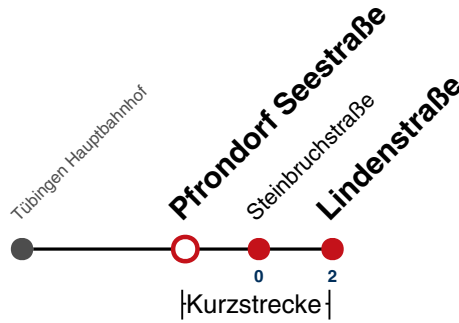 Tübingen Hauptbahnhof
Pfrondorf Seestraße
Steinbruchstraße
Lindenstraße
0
2
Kurzstrecke